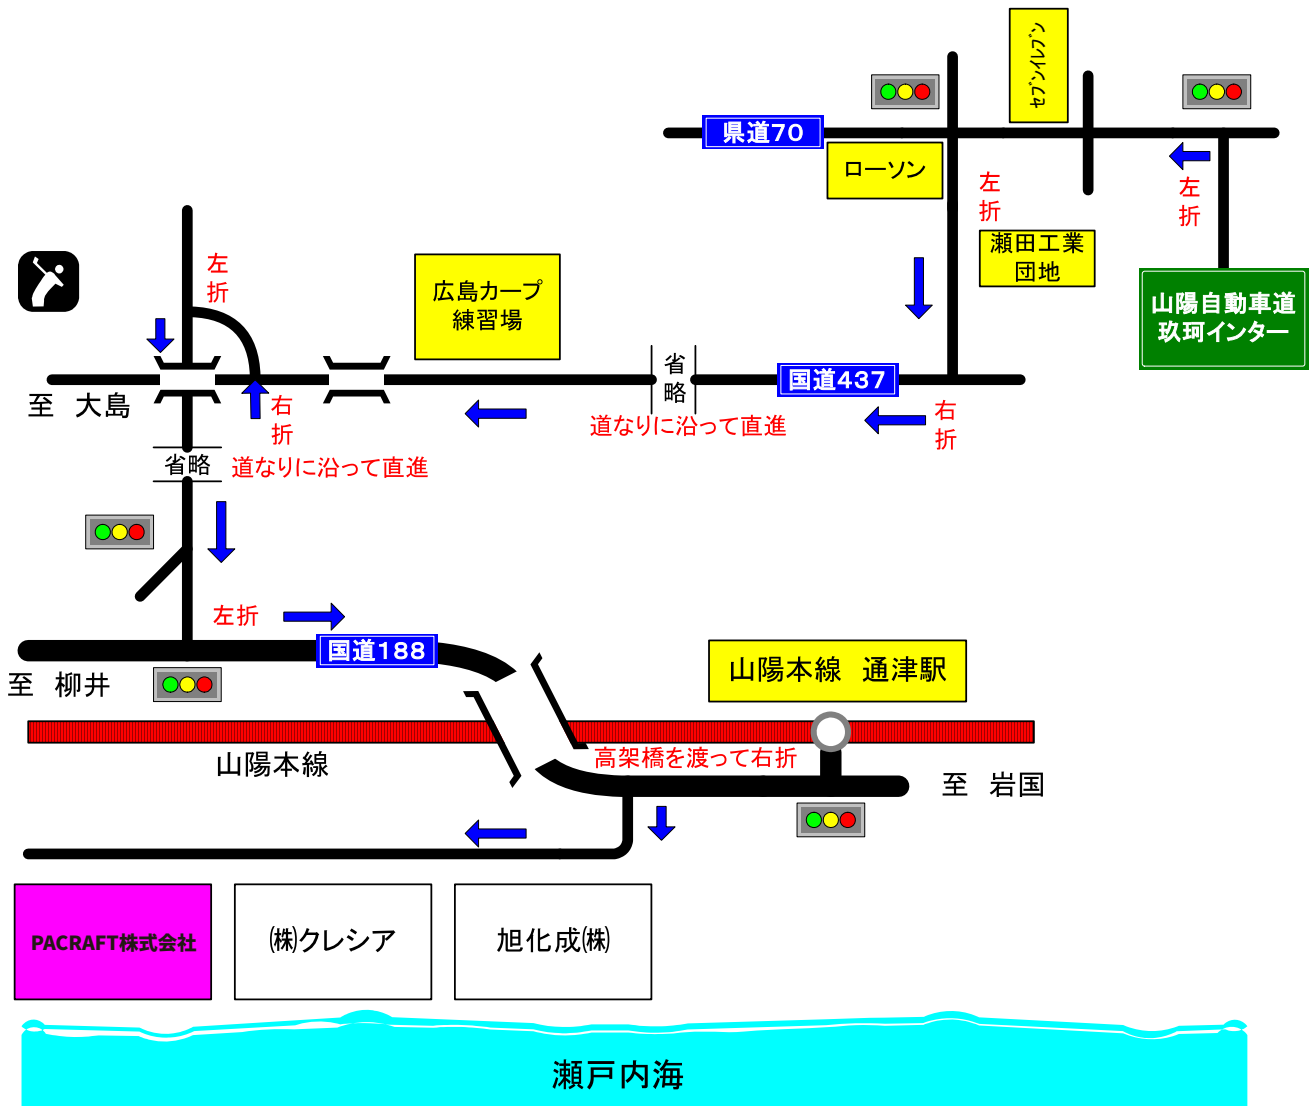 セブンイレブン
県道70
ローソン
左
折
左
折
瀬田工業
団地
山陽自動車道
玖珂インター
左
折
広島カープ
練習場
省
略
国道437
至　大島
右
折
道なりに沿って直進
右
折
省略
道なりに沿って直進
左折
国道188
至　柳井
山陽本線　通津駅
山陽本線
高架橋を渡って右折
至　岩国
PACRAFT株式会社
㈱クレシア
旭化成㈱
瀬戸内海